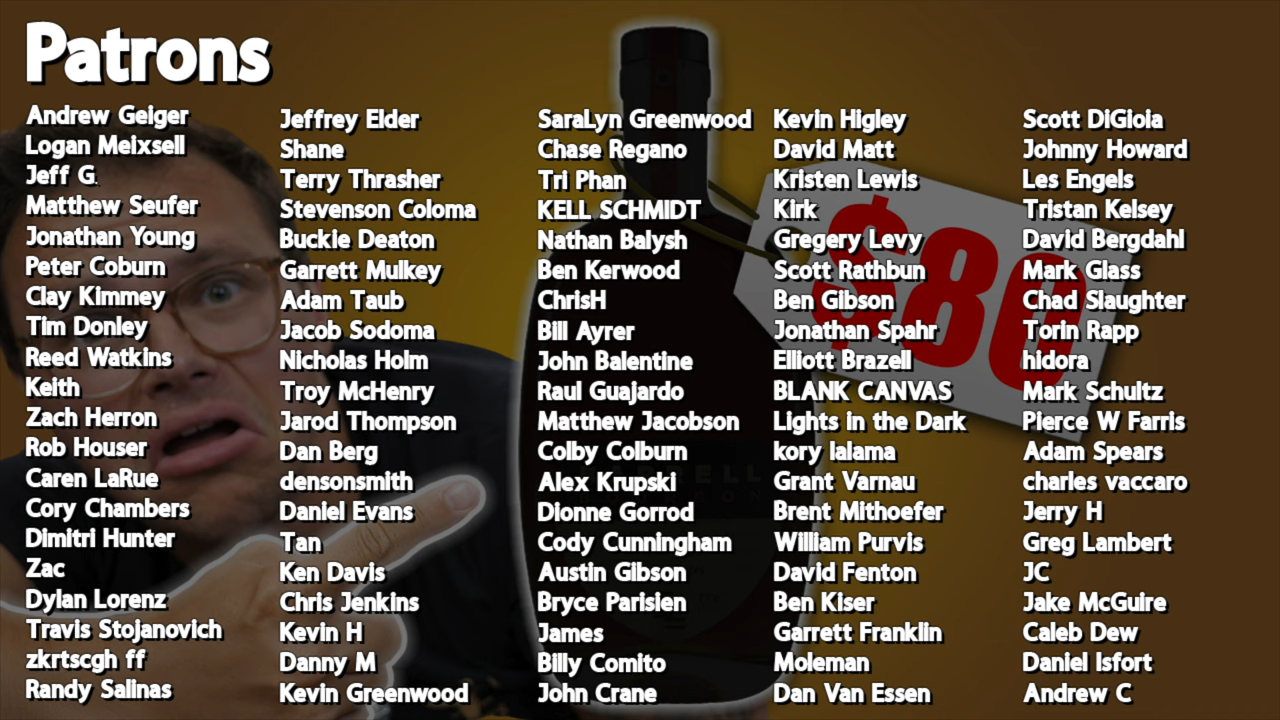 Patrons
Andrew Geiger
Logan Meixsell
Jeff G.
Matthew Seufer
Jonathan Young
Peter Coburn
Clay Kimmey
Tim Donley
Reed Watkins
Keith
Zach Herron
Rob Houser
Caren LaRue
Cory Chambers
Dimitri Hunter
Zac
Dylan Lorenz
Travis Stojanovich
zkrtscgh ff
Randy Salinas
Jeffrey Elder
Shane
Terry Thrasher
Stevenson Coloma
Buckie Deaton
Garrett Mulkey
Adam Taub
Jacob Sodoma
Nicholas Holm
Troy McHenry
Jarod Thompson
Dan Berg
densonsmith
Daniel Evans
Tan
Ken Davis
Chris Jenkins
Kevin H
Danny M
Kevin Greenwood
SaraLyn Greenwood
Chase Regano
Tri Phan
KELL SCHMIDT
Nathan Balysh
Ben Kerwood
ChrisH
Bill Ayrer
John Balentine
Raul Guajardo
Matthew Jacobson
Colby Colburn
Alex Krupski
Dionne Gorrod
Cody Cunningham
Austin Gibson
Bryce Parisien
James
Billy Comito
John Crane
Kevin Higley
David Matt
Kristen Lewis
Kirk
Gregery Levy
Scott Rathbun
Ben Gibson
Jonathan Spahr
Elliott Brazell
BLANK CANVAS
Lights in the Dark
kory lalama
Grant Varnau
Brent Mithoefer
William Purvis
David Fenton
Ben Kiser
Garrett Franklin
Moleman
Dan Van Essen
Scott DiGioia
Johnny Howard
Les Engels
Tristan Kelsey
David Bergdahl
Mark Glass
Chad Slaughter
Torin Rapp
hidora
Mark Schultz
Pierce W Farris
Adam Spears
charles vaccaro
Jerry H
Greg Lambert
JC
Jake McGuire
Caleb Dew
Daniel Isfort
Andrew C
$80